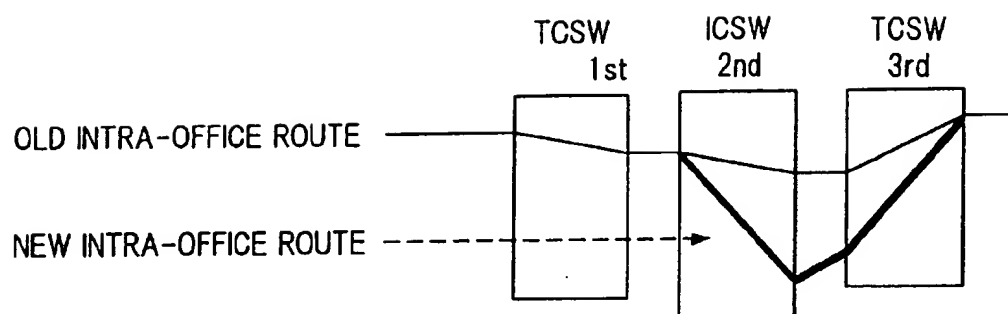 TCSW
1st
ICSW
2nd
TCSW
3rd
OLD INTRA-OFFICE ROUTE
NEW INTRA-OFFICE ROUTE